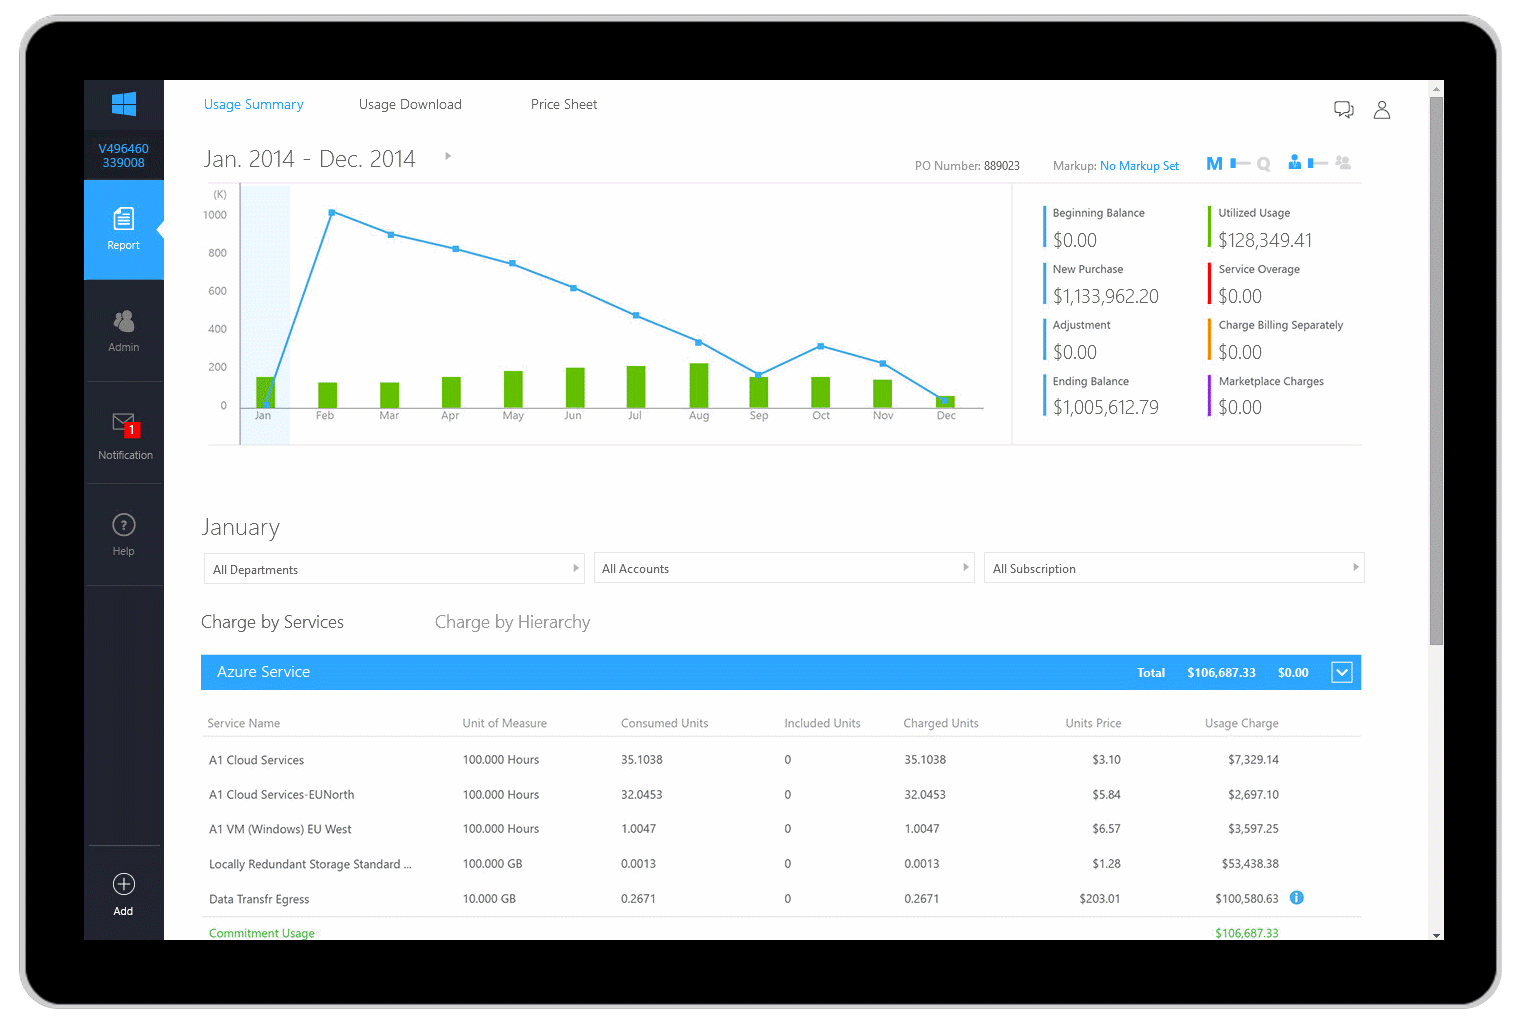 Usage Summary Usage Download Price Sheet
V496460
339008
Jan. 2014 - Dec. 2014
PO Number: 889023 Markup: No Markup Set M Q
Report
Admin
1
Notification
?
Help
Add
(K)
1000
800
600
400
200
0
Jan Feb Mar Apr May Jun Jul Aug Sep Oct Nov Dec
Beginning Balance Utilized Usage
$0.00 $128,349.41
New Purchase Service Overage
$1,133,962.20 $0.00
Adjustment Charge Billing Separately
$0.00 $0.00
Ending Balance Marketplace Charges
$1,005,612.79 $0.00
January
All Departments All Accounts All Subscription
Charge by Services Charge by Hierarchy
Azure Service Total $106,687.33 $0.00
Service Name Unit of Measure Consumed Units Included Units Charged Units Units Price Usage Charge
A1 Cloud Services 100.000 Hours 35.1038 0 35.1038 $3.10 $7,329.14
A1 Cloud Services-EUNorth 100.000 Hours 32.0453 0 32.0453 $5.84 $2,697.10
A1 VM (Windows) EU West 100.000 Hours 1.0047 0 1.0047 $6.57 $3,597.25
Locally Redundant Storage Standard ... 100.000 GB 0.0013 0 0.0013 $1.28 $53,438.38
Data Transfr Egress 10.000 GB 0.2671 0 0.2671 $203.01 $100,580.63 i
Commitment Usage $106,687.33